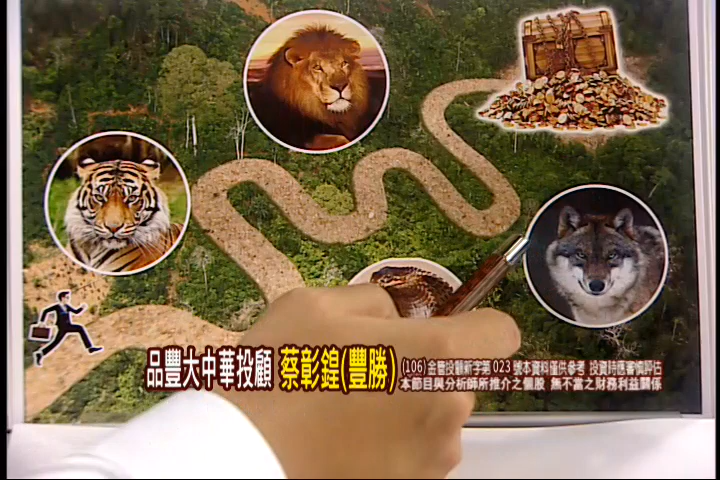 品豐大中華投顧 蔡彰鍠(豐勝)
(106)金管投顧新字第023號本資料僅供參考 投資時應審慎評估
本節目與分析師所推介之個股 無不當之財務利益關係